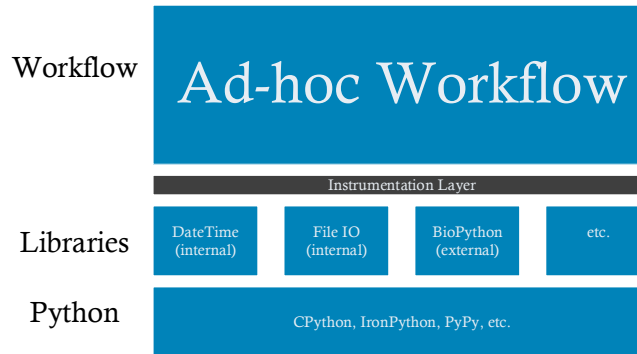 Workflow
Ad-hoc Workflow
Instrumentation Layer
Libraries
DateTime
(internal)
File IO
(internal)
BioPython
(external)
etc.
Python
CPython, IronPython, PyPy, etc.